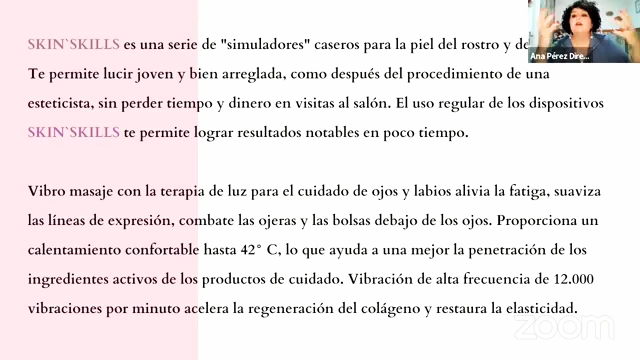 SKIN`SKILLS es una serie de "simuladores" caseros para la piel del rostro y
Te permite lucir joven y bien arreglada, como después del procedimiento de una
esteticista, sin perder tiempo y dinero en visitas al salón. El uso regular de los dispositivos
SKIN`SKILLS te permite lograr resultados notables en poco tiempo.
Vibro masaje con la terapia de luz para el cuidado de ojos y labios alivia la fatiga, suaviza
las líneas de expresión, combate las ojeras y las bolsas debajo de los ojos. Proporciona un
calentamiento confortable hasta 42° C, lo que ayuda a una mejor la penetración de los
ingredientes activos de los productos de cuidado. Vibración de alta frecuencia de 12.000
vibraciones por minuto acelera la regeneración del colágeno y restaura la elasticidad.
Ana Pérez Dire...
zoom